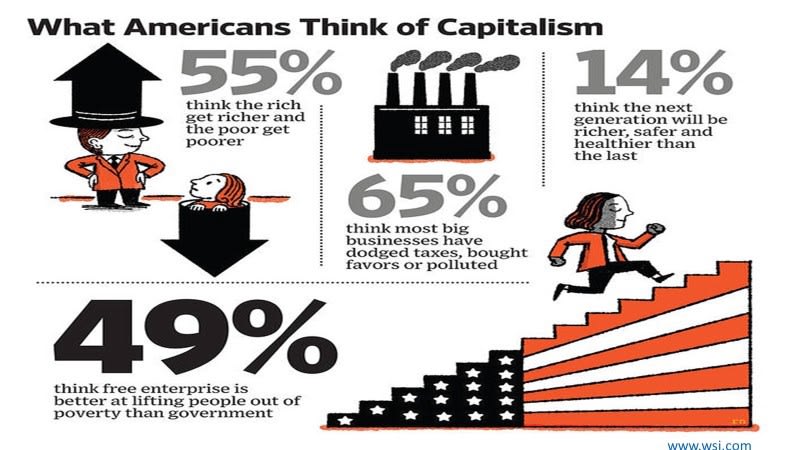 What Americans Think of Capitalism
55%
think the rich
get richer and
the poor get
poorer
65%
think most big
businesses have
dodged taxes, bought
favors or polluted
14%
think the next
generation will be
richer, safer and
healthier than
the last
49%
think free enterprise is
better at lifting people out of
poverty than government
www.wsj.com